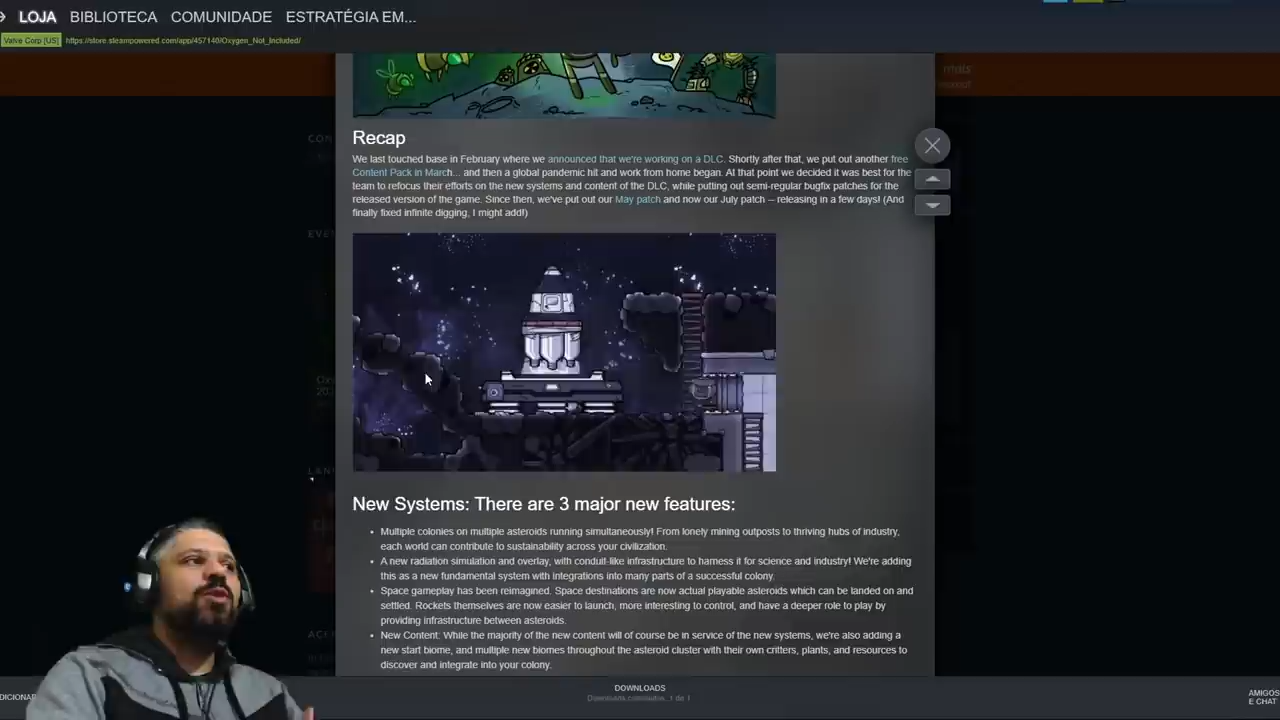 LOJA BIBLIOTECA COMUNIDADE ESTRATÉGIA EM...
Valve Corp [US] https://store.steampowered.com/app/457140/Oxygen_Not_Included/
CON
Recap
We last touched base in February where we announced that we're working on a DLC. Shortly after that, we put out another free
Content Pack in March... and then a global pandemic hit and work from home began. At that point we decided it was best for the
team to refocus their efforts on the new systems and content of the DLC, while putting out semi-regular bugfix patches for the
released version of the game. Since then, we've put out our May patch and now our July patch – releasing in a few days! (And
finally fixed infinite digging, I might add!)
EVE
New Systems: There are 3 major new features:
• Multiple colonies on multiple asteroids running simultaneously! From lonely mining outposts to thriving hubs of industry,
each world can contribute to sustainability across your civilization.
• A new radiation simulation and overlay, with conduit-like infrastructure to harness it for science and industry! We're adding
this as a new fundamental system with integrations into many parts of a successful colony.
• Space gameplay has been reimagined. Space destinations are now actual playable asteroids which can be landed on and
settled. Rockets themselves are now easier to launch, more interesting to control, and have a deeper role to play by
providing infrastructure between asteroids.
• New Content: While the majority of the new content will of course be in service of the new systems, we're also adding a
new start biome, and multiple new biomes throughout the asteroid cluster with their own critters, plants, and resources to
discover and integrate into your colony.
DICIONAR
DOWNLOADS
AMIGOS
E CHAT